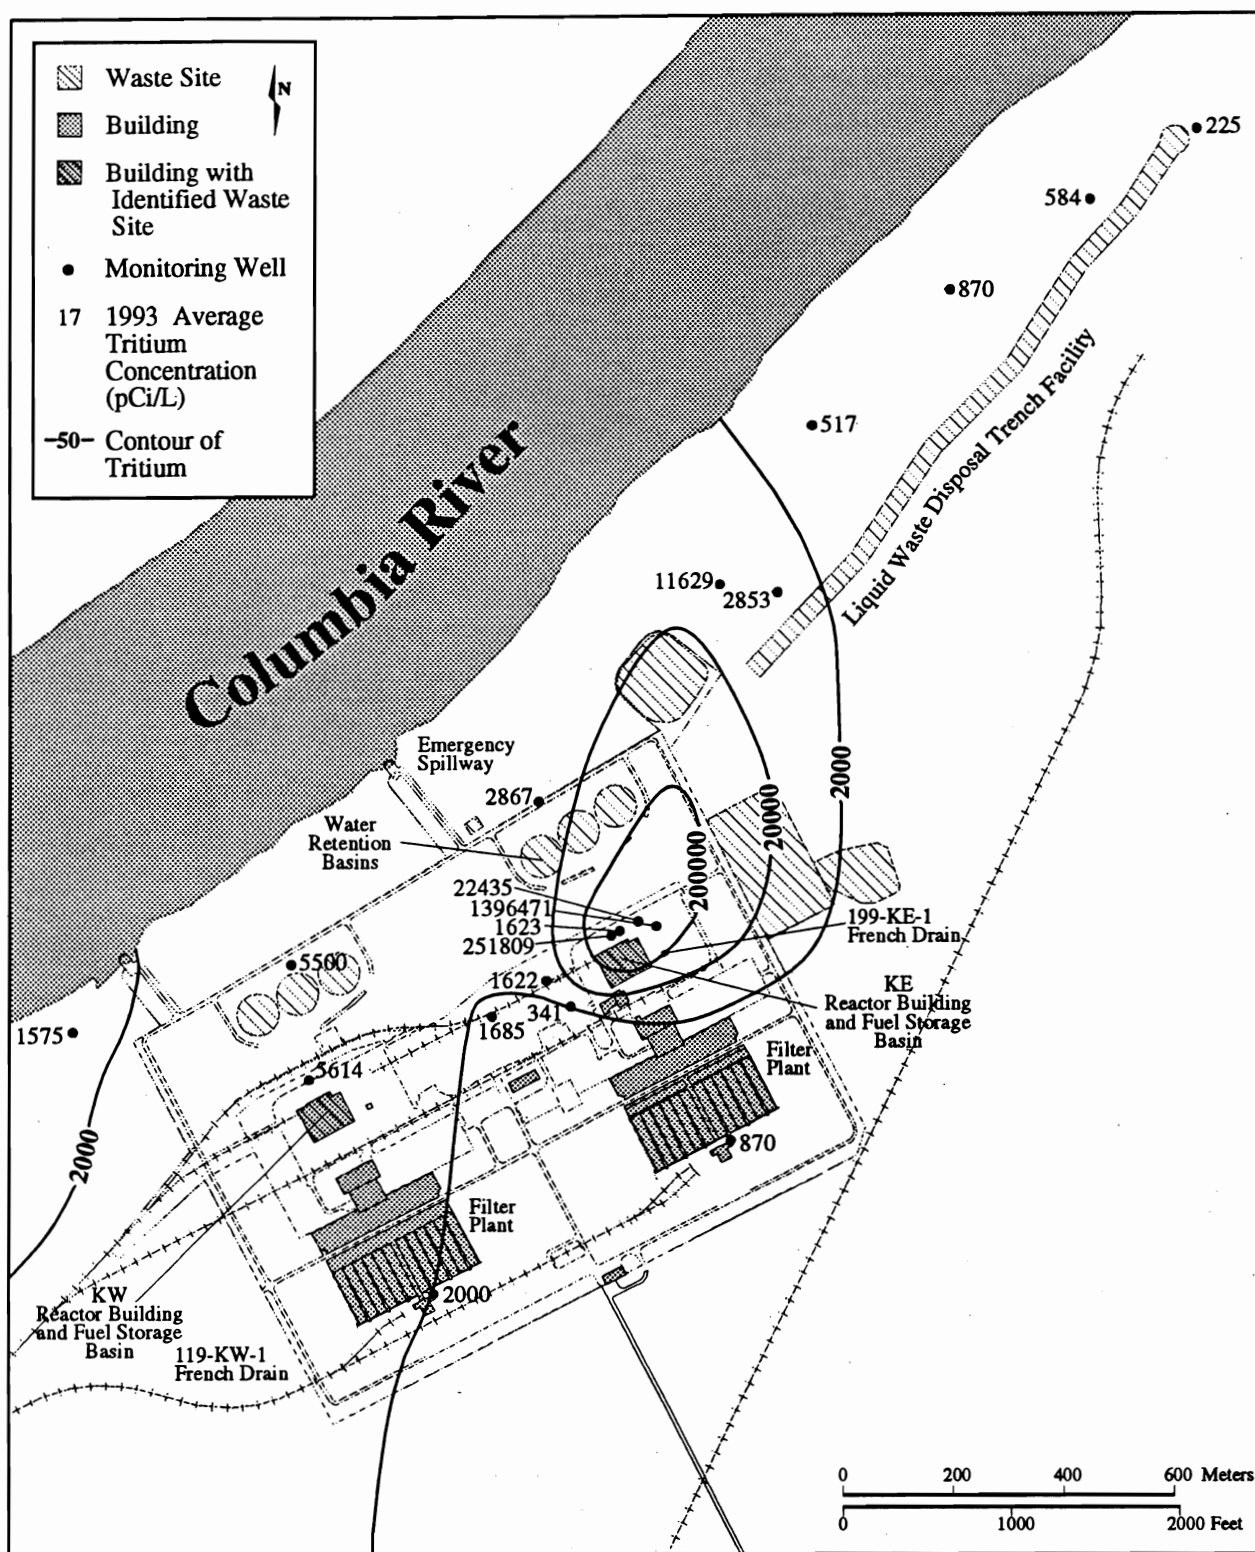 N
Waste Site
Building
Building with
Identified Waste
Site
Monitoring Well
17 1993 Average
Tritium
Concentration
(pCi/L)
-50- Contour of
Tritium
225
584
870
517
Columbia River
Liquid Waste Disposal Trench Facility
11629
2853
2000
20000
200000
Emergency
Spillway
2867
Water
Retention
Basins
22435
1396471
1623
251809
199-KE-1
French Drain
5500
1622
KE
Reactor Building
and Fuel Storage
Basin
341
1685
1575
Filter
Plant
5614
870
2000
Filter
Plant
2000
KW
Reactor Building
and Fuel Storage
Basin
119-KW-1
French Drain
0 200 400 600 Meters
0 1000 2000 Feet